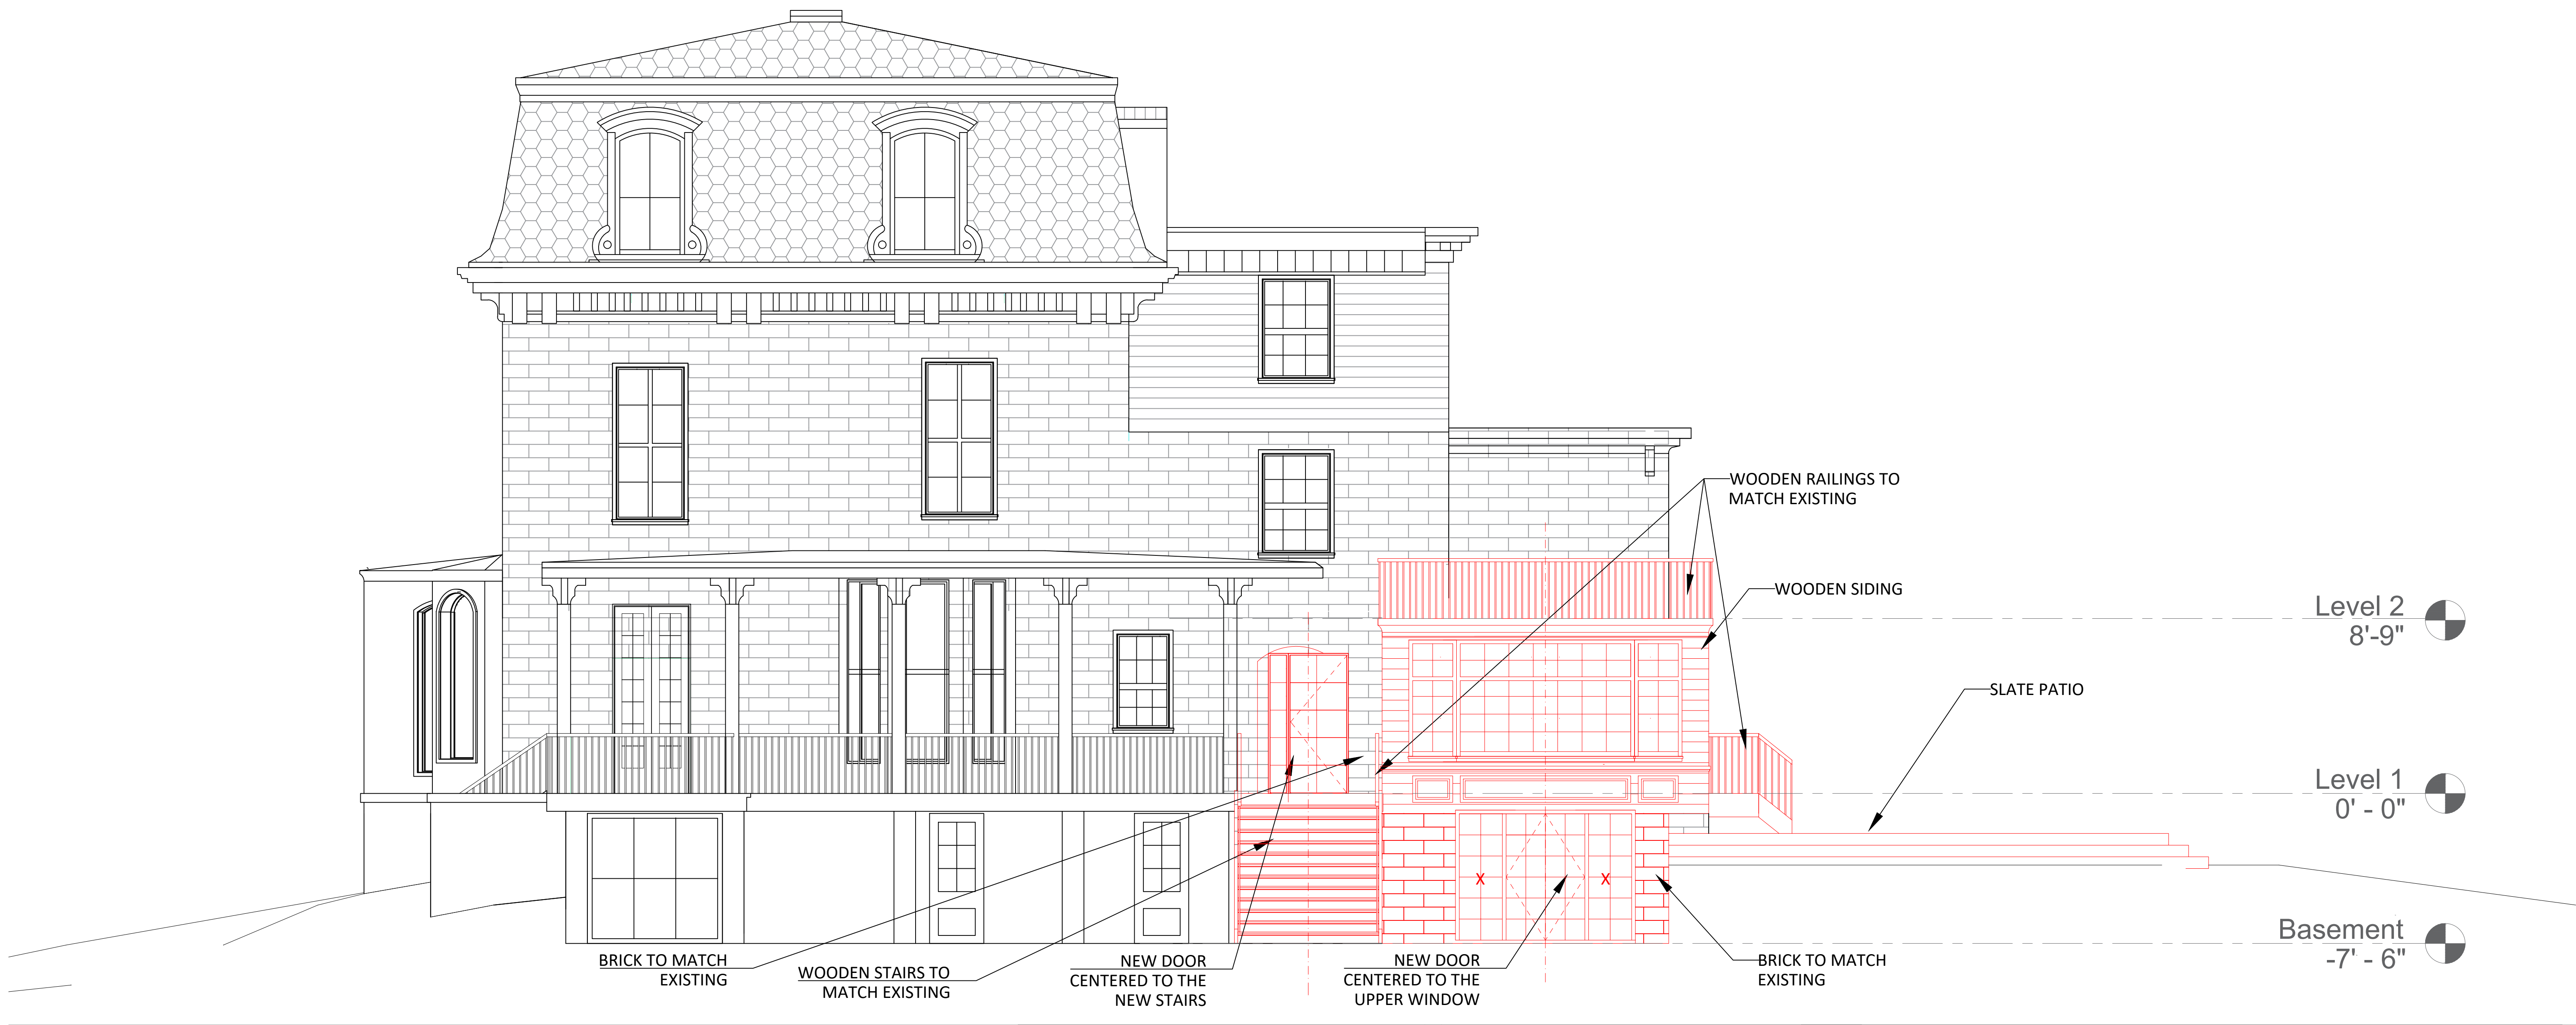 WOODEN RAILINGS TO
MATCH EXISTING
WOODEN SIDING
Level 2
8'-9"
SLATE PATIO
Level 1
0' - 0"
X
X
Basement
-7' - 6"
BRICK TO MATCH
EXISTING
WOODEN STAIRS TO
MATCH EXISTING
NEW DOOR
CENTERED TO THE
NEW STAIRS
NEW DOOR
CENTERED TO THE
UPPER WINDOW
BRICK TO MATCH
EXISTING